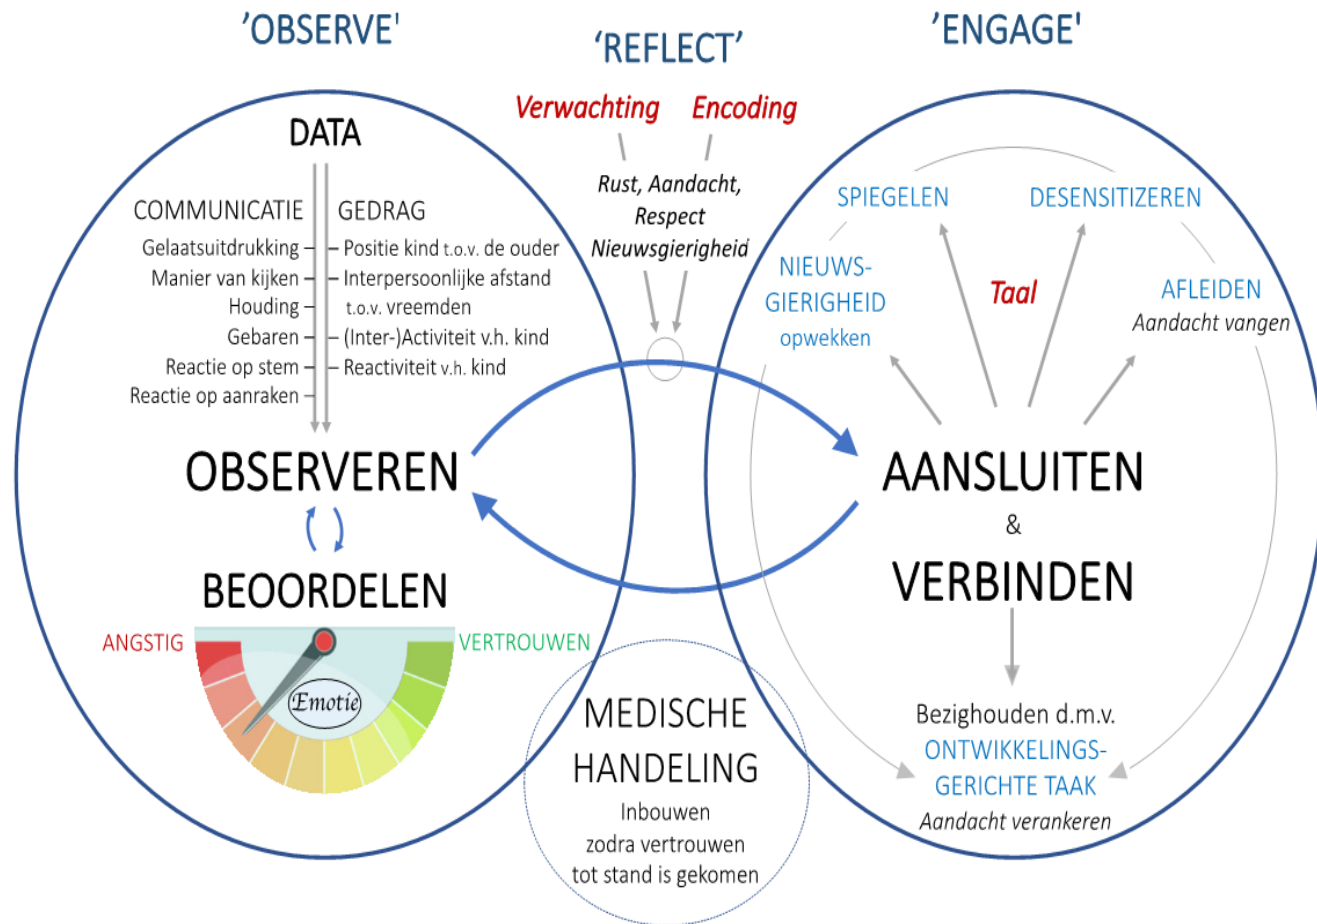 'OBSERVE'
DATA
COMMUNICATIE
Gelaatsuitdrukking
Manier van kijken
Houding
Gebaren
Reactie op stem
Reactie op aanraken
GEDRAG
Positie kind t.o.v. de ouder
Interpersoonlijke afstand
t.o.v. vreemden
(Inter-)Activiteit v.h. kind
Reactiviteit v.h. kind
OBSERVEREN
BEOORDELEN
ANGSTIG
VERTROUWEN
Emotie
'REFLECT'
Verwachting
Encoding
Rust, Aandacht,
Respect
Nieuwsgierigheid
MEDISCHE
HANDELING
Inbouwen
zodra vertrouwen
tot stand is gekomen
'ENGAGE'
SPIEGELEN
DESENSITIZEREN
NIEUWS-
GIERIGHEID
opwekken
Taal
AFLEIDEN
Aandacht vangen
AANSLUITEN
&
VERBINDEN
Bezighouden d.m.v.
ONTWIKKELINGS-
GERICHTE TAAK
Aandacht verankeren